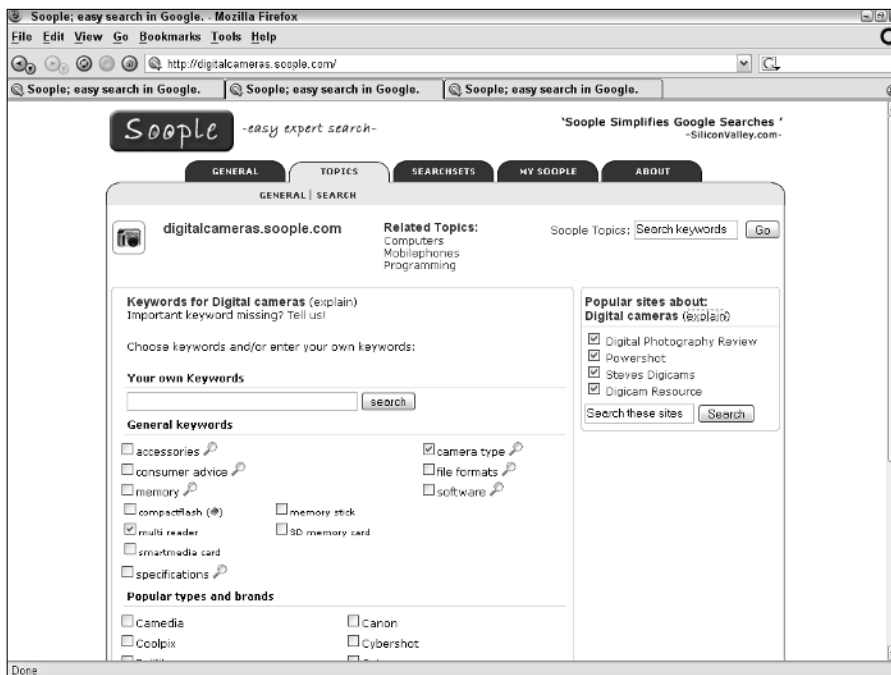 Soople; easy search in Google. - Mozilla Firefox
File Edit View Go Bookmarks Tools Help
http://digitalcameras.soople.com/
Soople; easy search in Google. Soople; easy search in Google. Soople; easy search in Google.
Soople -easy expert search- 'Soople Simplifies Google Searches '
-SiliconValley.com-
GENERAL TOPICS SEARCHSETS MY SOOPLE ABOUT
GENERAL | SEARCH
digitalcameras.soople.com Related Topics: Soople Topics: Search keywords Go
Computers
Mobilephones
Programming
Keywords for Digital cameras (explain)
Important keyword missing? Tell us!
Choose keywords and/or enter your own keywords:
Your own Keywords
search
General keywords
accessories camera type
consumer advice file formats
memory software
compactflash memory stick
multi reader SD memory card
smartmedia card
specifications
Popular types and brands
Camedia Canon
Coolpix Cybershot
Popular sites about:
Digital cameras (explain)
Digital Photography Review
Powershot
Steves Digicams
Digicam Resource
Search these sites Search
Done